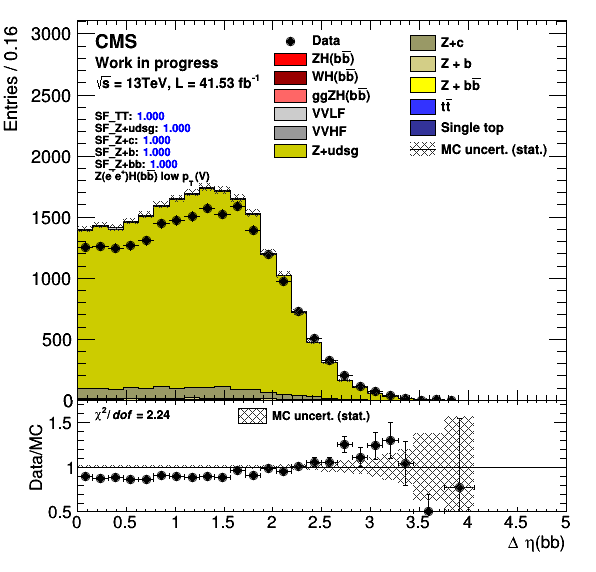 CMS
Work in progress
√s = 13TeV, L = 41.53 fb⁻¹
SF_TT: 1.000
SF_Z+udsg: 1.000
SF_Z+c: 1.000
SF_Z+b: 1.000
SF_Z+bb: 1.000
Z(e⁻e⁺)H(bb̅) low p_T(V)
Data
ZH(bb̅)
WH(bb̅)
ggZH(bb̅)
VVLF
VVHF
Z+udsg
Z+c
Z + b
Z + bb̅
tt̅
Single top
MC uncert. (stat.)
Entries / 0.16
3000
2500
2000
1500
1000
500
0
χ²/dof = 2.24
MC uncert. (stat.)
Data/MC
1.5
1
0.5
0 0.5 1 1.5 2 2.5 3 3.5 4 4.5 5
Δ η(bb)